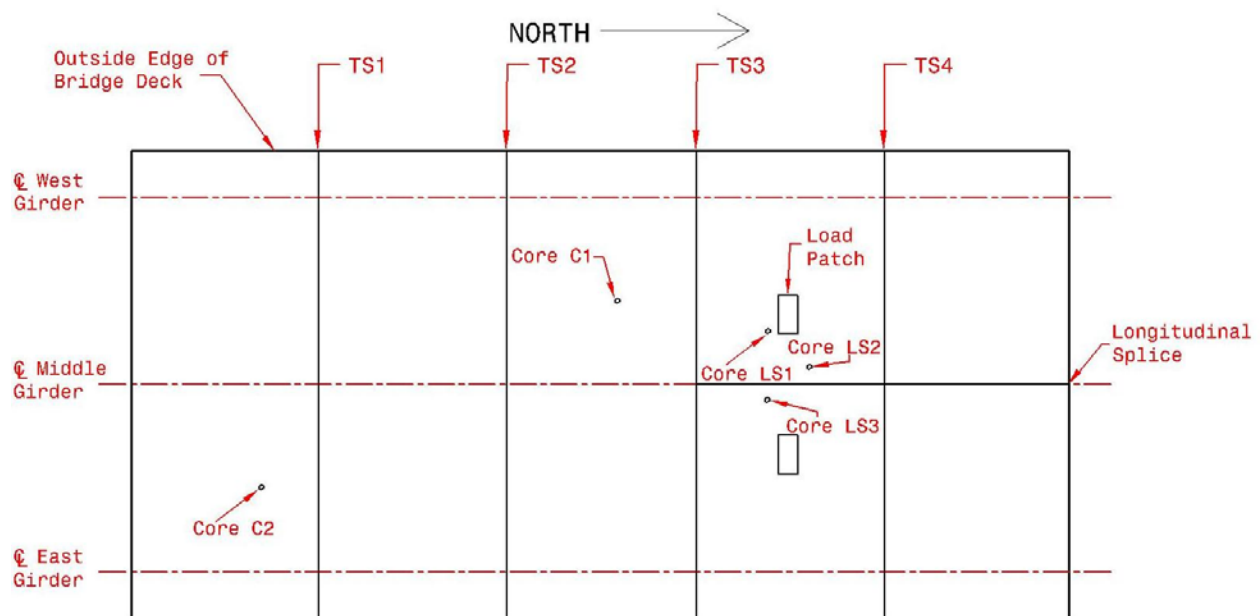 NORTH
Outside Edge of
Bridge Deck
TS1
TS2
TS3
TS4
℄ West
Girder
Load
Patch
Core C1
Longitudinal
Splice
Core LS2
℄ Middle
Girder
Core LS1
Core LS3
Core C2
℄ East
Girder